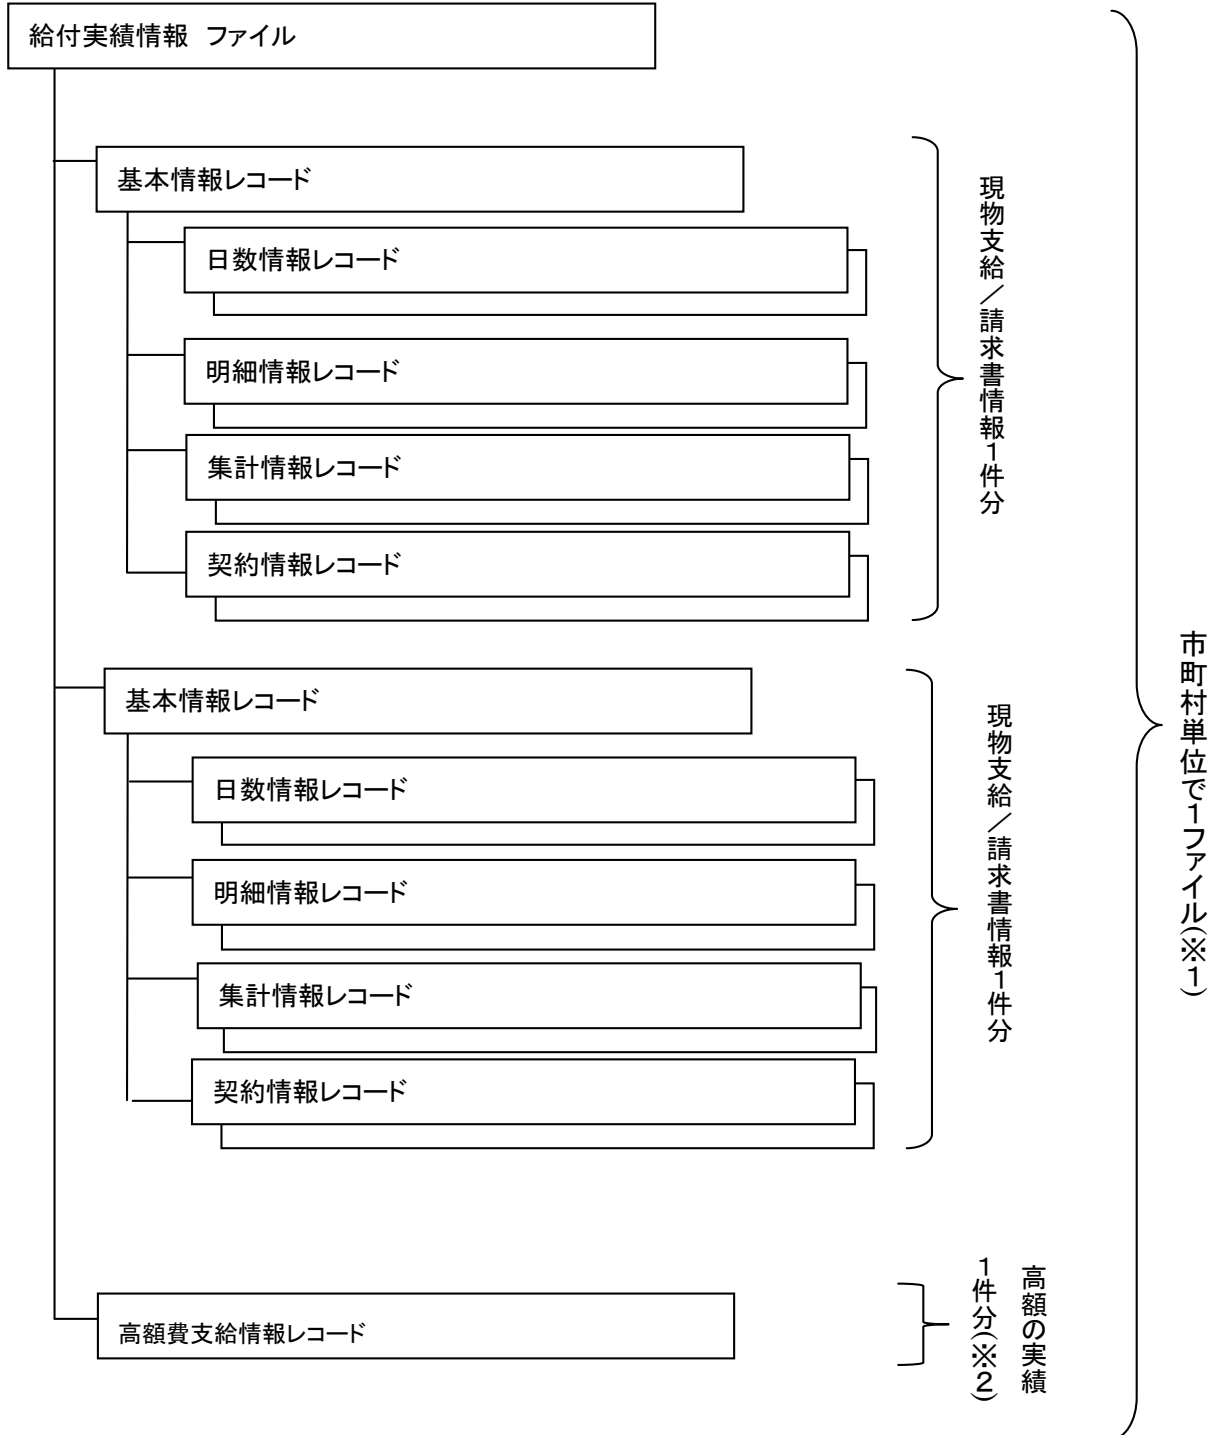 給付実績情報　ファイル
基本情報レコード
日数情報レコード
明細情報レコード
集計情報レコード
契約情報レコード
現物支給／請求書情報１件分
基本情報レコード
日数情報レコード
明細情報レコード
集計情報レコード
契約情報レコード
現物支給／請求書情報１件分
高額費支給情報レコード
高額の実績
１件分(※２)
市町村単位で１ファイル(※１)